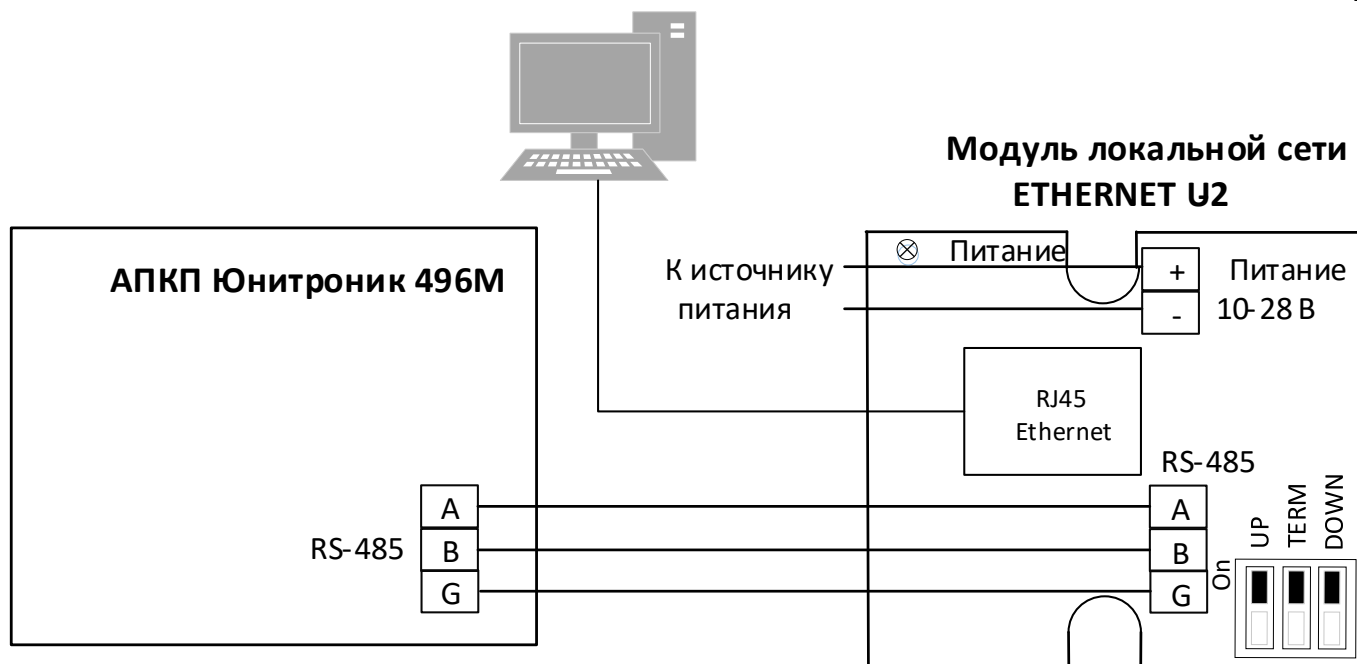 Модуль локальной сети
ETHERNET U2
АПКП Юнитроник 496М
К источнику
питания
Питание
+
-
Питание
10-28 В
RJ45
Ethernet
RS-485
A
B
G
RS-485
A
B
G
On
UP
TERM
DOWN